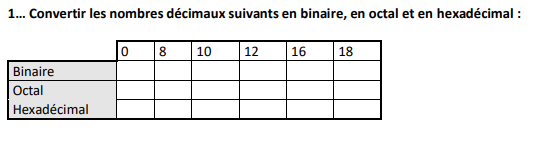 1... Convertir les nombres décimaux suivants en binaire, en octal et en hexadécimal :
0 8 10 12 16 18
Binaire
Octal
Hexadécimal